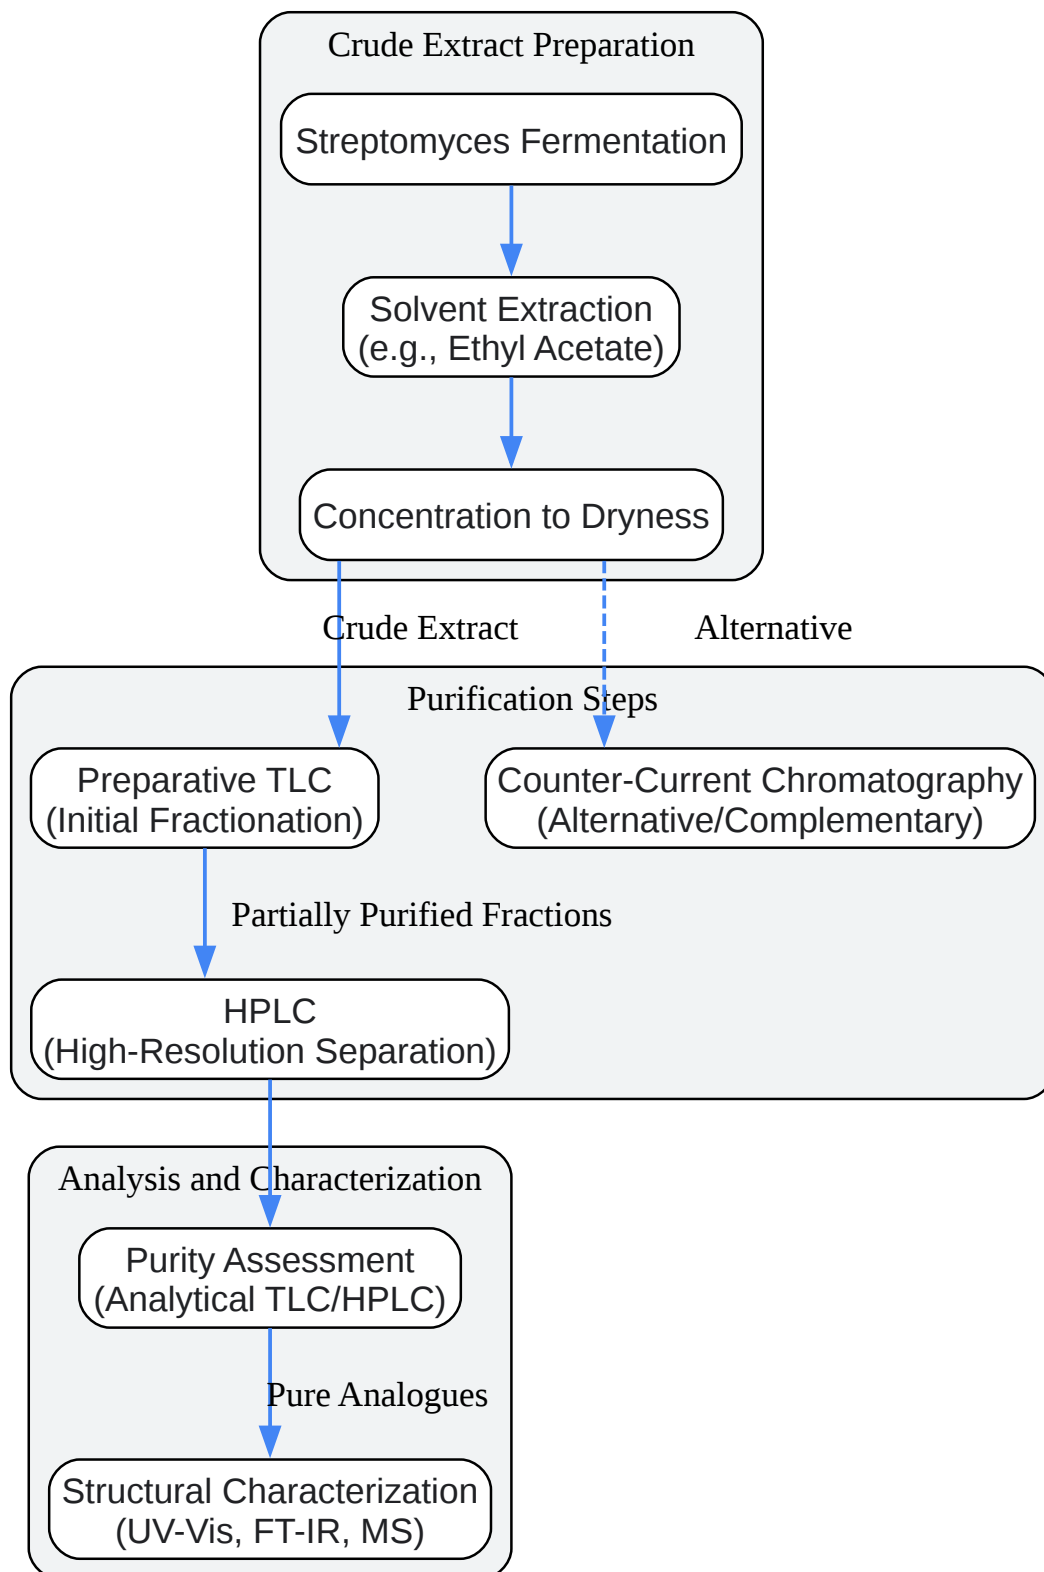 Crude Extract Preparation
Streptomyces Fermentation
Solvent Extraction
(e.g., Ethyl Acetate)
Concentration to Dryness
Crude Extract
Alternative
Purification Steps
Preparative TLC
(Initial Fractionation)
Counter-Current Chromatography
(Alternative/Complementary)
Partially Purified Fractions
HPLC
(High-Resolution Separation)
Analysis and Characterization
Purity Assessment
(Analytical TLC/HPLC)
Pure Analogues
Structural Characterization
(UV-Vis, FT-IR, MS)